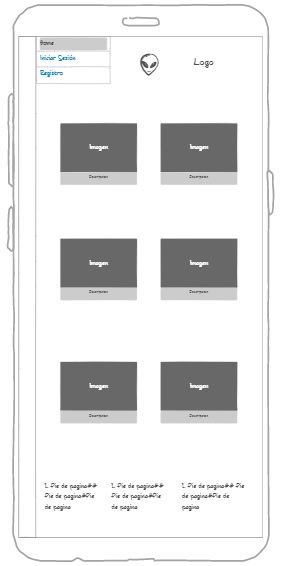 Home
Iniciar Sesión
Registro
Logo
Imagen
Imagen
Descripcion
Descripcion
Imagen
Imagen
Descripcion
Descripcion
Imagen
Imagen
Descripcion
Descripcion
1. Pie de pagina##
Pie de pagina#Pie
de pagina
1. Pie de pagina##
Pie de pagina#Pie
de pagina
1. Pie de pagina## Pie
de pagina#Pie de
pagina